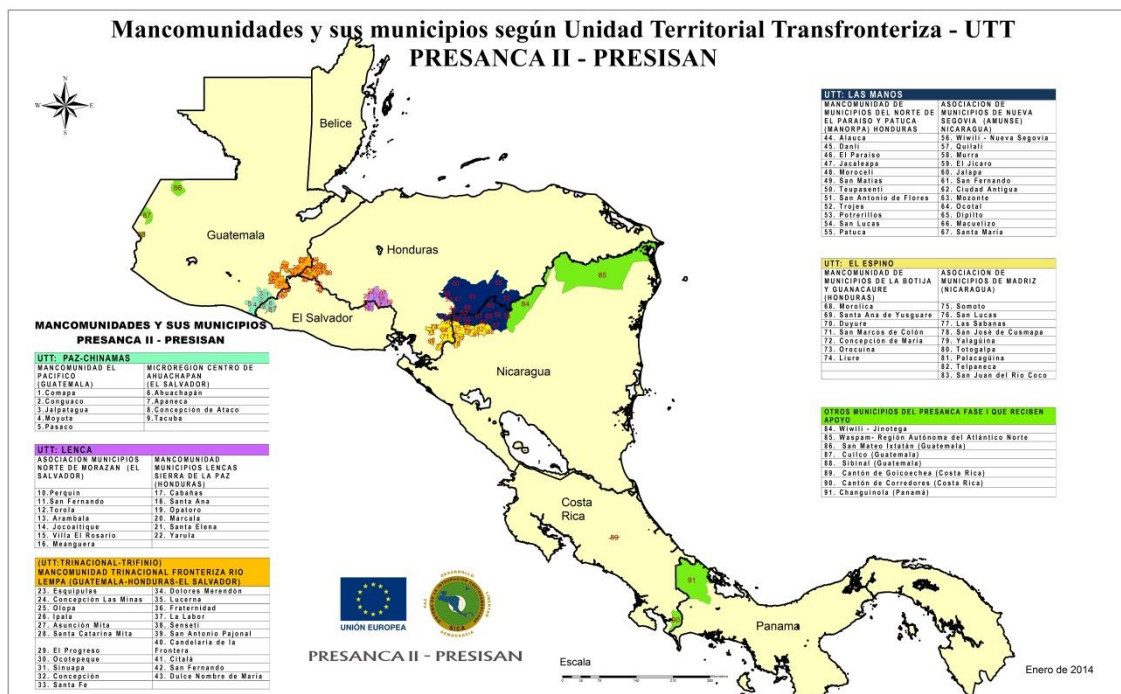 Mancomunidades y sus municipios según Unidad Territorial Transfronteriza - UTT
PRESANCA II - PRESISAN
N
W
E
S
Belice
Guatemala
Honduras
El Salvador
Nicaragua
Costa
Rica
Panama
86
87
85
84
89
91
90
MANCOMUNIDADES Y SUS MUNICIPIOS
PRESANCA II - PRESISAN
UTT: PAZ-CHINAMAS
MANCOMUNIDAD EL
PACIFICO
(GUATEMALA)
MICROREGION CENTRO DE
AHUACHAPAN
(EL SALVADOR)
1.Comapa
6.Ahuachapán
2.Conguaco
7.Apaneca
3.Jalpatagua
8.Concepción de Ataco
4.Moyuta
9.Tacuba
5.Pasaco
UTT: LENCA
ASOCIACION MUNICIPIOS
NORTE DE MORAZAN (EL
SALVADOR)
MANCOMUNIDAD
MUNICIPIOS LENCAS
SIERRA DE LA PAZ
(HONDURAS)
10.Perquin
17. Cabañas
11.San Fernando
18. Santa Ana
12.Torola
19. Opatoro
13. Arambala
20. Marcala
14. Jocoaitique
21. Santa Elena
15. Villa El Rosario
22. Yarula
16. Meanguera
(UTT:TRINACIONAL-TRIFINIO)
MANCOMUNIDAD TRINACIONAL FRONTERIZA RIO
LEMPA (GUATEMALA-HONDURAS-EL SALVADOR)
23. Esquipulas
34. Dolores Merendón
24. Concepción Las Minas
35. Lucerna
25. Olopa
36. Fraternidad
26. Ipala
37. La Labor
27. Asunción Mita
38. Sensetí
28. Santa Catarina Mita
39. San Antonio Pajonal
40. Candelaria de la
Frontera
29. El Progreso
30. Ocotepeque
41. Citalá
31. Sinuapa
42. San Fernando
32. Concepción
43. Dulce Nombre de María
33. Santa Fe
UTT: LAS MANOS
MANCOMUNIDAD DE
MUNICIPIOS DEL NORTE DE
EL PARAISO Y PATUCA
(MANORPA) HONDURAS
ASOCIACION DE
MUNICIPIOS DE NUEVA
SEGOVIA (AMUNSE)
NICARAGUA
44. Alauca
56. Wiwilí - Nueva Segovia
45. Danlí
57. Quilalí
46. El Paraíso
58. Murra
47. Jacaleapa
59. El Jícaro
48. Moroceli
60. Jalapa
49. San Matías
61. San Fernando
50. Teupasenti
62. Ciudad Antigua
51. San Antonio de Flores
63. Mozonte
52. Trojes
64. Ocotal
53. Potrerillos
65. Dipilto
54. San Lucas
66. Macuelizo
55. Patuca
67. Santa María
UTT: EL ESPINO
MANCOMUNIDAD DE
MUNICIPIOS DE LA BOTIJA
Y GUANACAURE
(HONDURAS)
ASOCIACION DE
MUNICIPIOS DE MADRIZ
(NICARAGUA)
68. Morolica
75. Somoto
69. Santa Ana de Yusguare
76. San Lucas
70. Duyure
77. Las Sabanas
71. San Marcos de Colón
78. San José de Cusmapa
72. Concepción de María
79. Yalagüina
73. Orocuina
80. Totogalpa
74. Liure
81. Palacagüina
82. Telpaneca
83. San Juan del Río Coco
OTROS MUNICIPIOS DEL PRESANCA FASE I QUE RECIBEN
APOYO
84. Wiwilí - Jinotega
85. Waspam- Región Autónoma del Atlántico Norte
86. San Mateo Ixtatán (Guatemala)
87. Cuilco (Guatemala)
88. Sibinal (Guatemala)
89. Cantón de Goicoechea (Costa Rica)
90. Cantón de Corredores (Costa Rica)
91. Changuinola (Panamá)
UNIÓN EUROPEA
SICA
PRESANCA II - PRESISAN
Escala
Enero de 2014